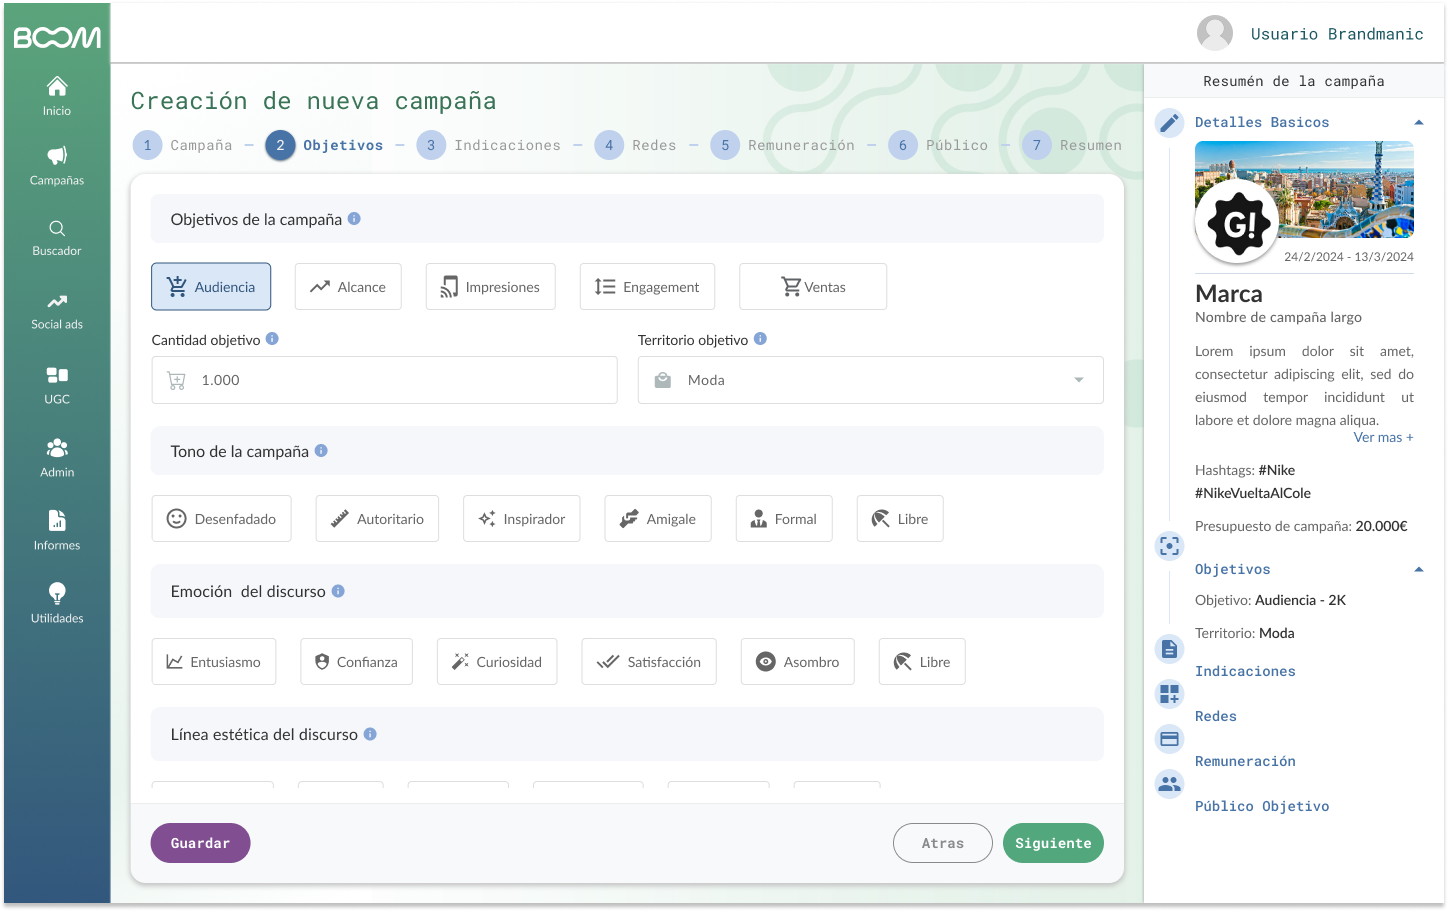 BOOM
Usuario Brandmanic
Inicio
Campañas
Buscador
Social ads
UGC
Admin
Informes
Utilidades
Creación de nueva campaña
1 Campaña – 2 Objetivos – 3 Indicaciones – 4 Redes – 5 Remuneración – 6 Público – 7 Resumen
Objetivos de la campaña
Audiencia Alcance Impresiones Engagement Ventas
Cantidad objetivo Territorio objetivo
1.000 Moda
Tono de la campaña
Desenfadado Autoritario Inspirador Amigale Formal Libre
Emoción del discurso
Entusiasmo Confianza Curiosidad Satisfacción Asombro Libre
Línea estética del discurso
Guardar Atras Siguiente
Resumén de la campaña
Detalles Basicos
G!
24/2/2024 - 13/3/2024
Marca
Nombre de campaña largo
Lorem ipsum dolor sit amet,
consectetur adipiscing elit, sed do
eiusmod tempor incididunt ut
labore et dolore magna aliqua.
Ver mas +
Hashtags: #Nike
#NikeVueltaAlCole
Presupuesto de campaña: 20.000€
Objetivos
Objetivo: Audiencia - 2K
Territorio: Moda
Indicaciones
Redes
Remuneración
Público Objetivo